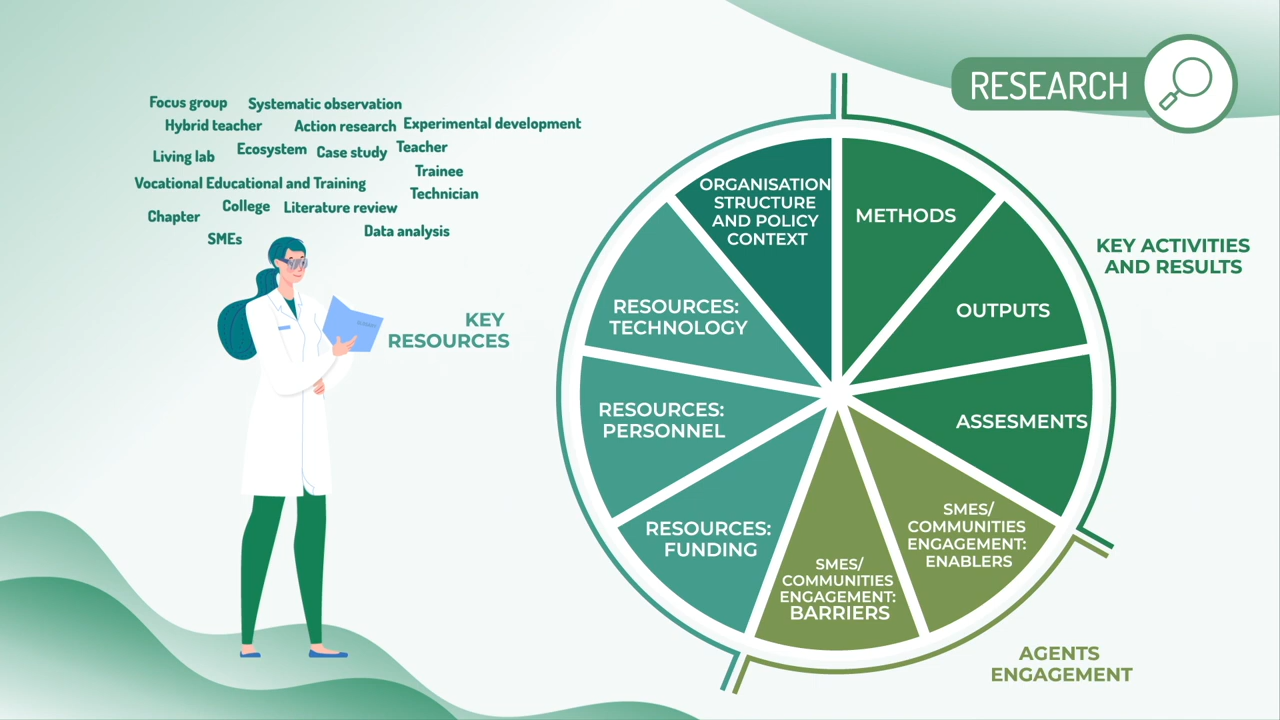 RESEARCH
Focus group
Systematic observation
Hybrid teacher
Action research
Experimental development
Living lab
Ecosystem
Case study
Teacher
Trainee
Vocational Educational and Training
Technician
Chapter
College
Literature review
SMEs
Data analysis
KEY
RESOURCES
ORGANISATION
STRUCTURE
AND POLICY
CONTEXT
METHODS
KEY ACTIVITIES
AND RESULTS
RESOURCES:
TECHNOLOGY
OUTPUTS
RESOURCES:
PERSONNEL
ASSESMENTS
RESOURCES:
FUNDING
SMES/
COMMUNITIES
ENGAGEMENT:
BARRIERS
SMES/
COMMUNITIES
ENGAGEMENT:
ENABLERS
AGENTS
ENGAGEMENT